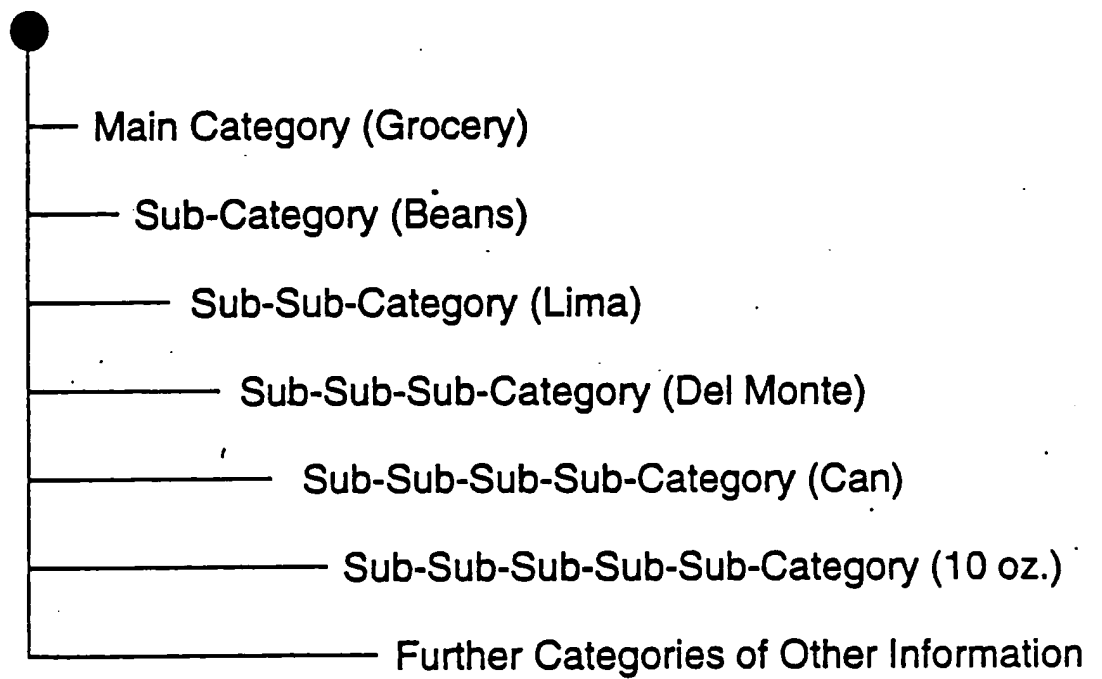 Main Category (Grocery)
Sub-Category (Beans)
Sub-Sub-Category (Lima)
Sub-Sub-Sub-Category (Del Monte)
Sub-Sub-Sub-Sub-Category (Can)
Sub-Sub-Sub-Sub-Sub-Category (10 oz.)
Further Categories of Other Information